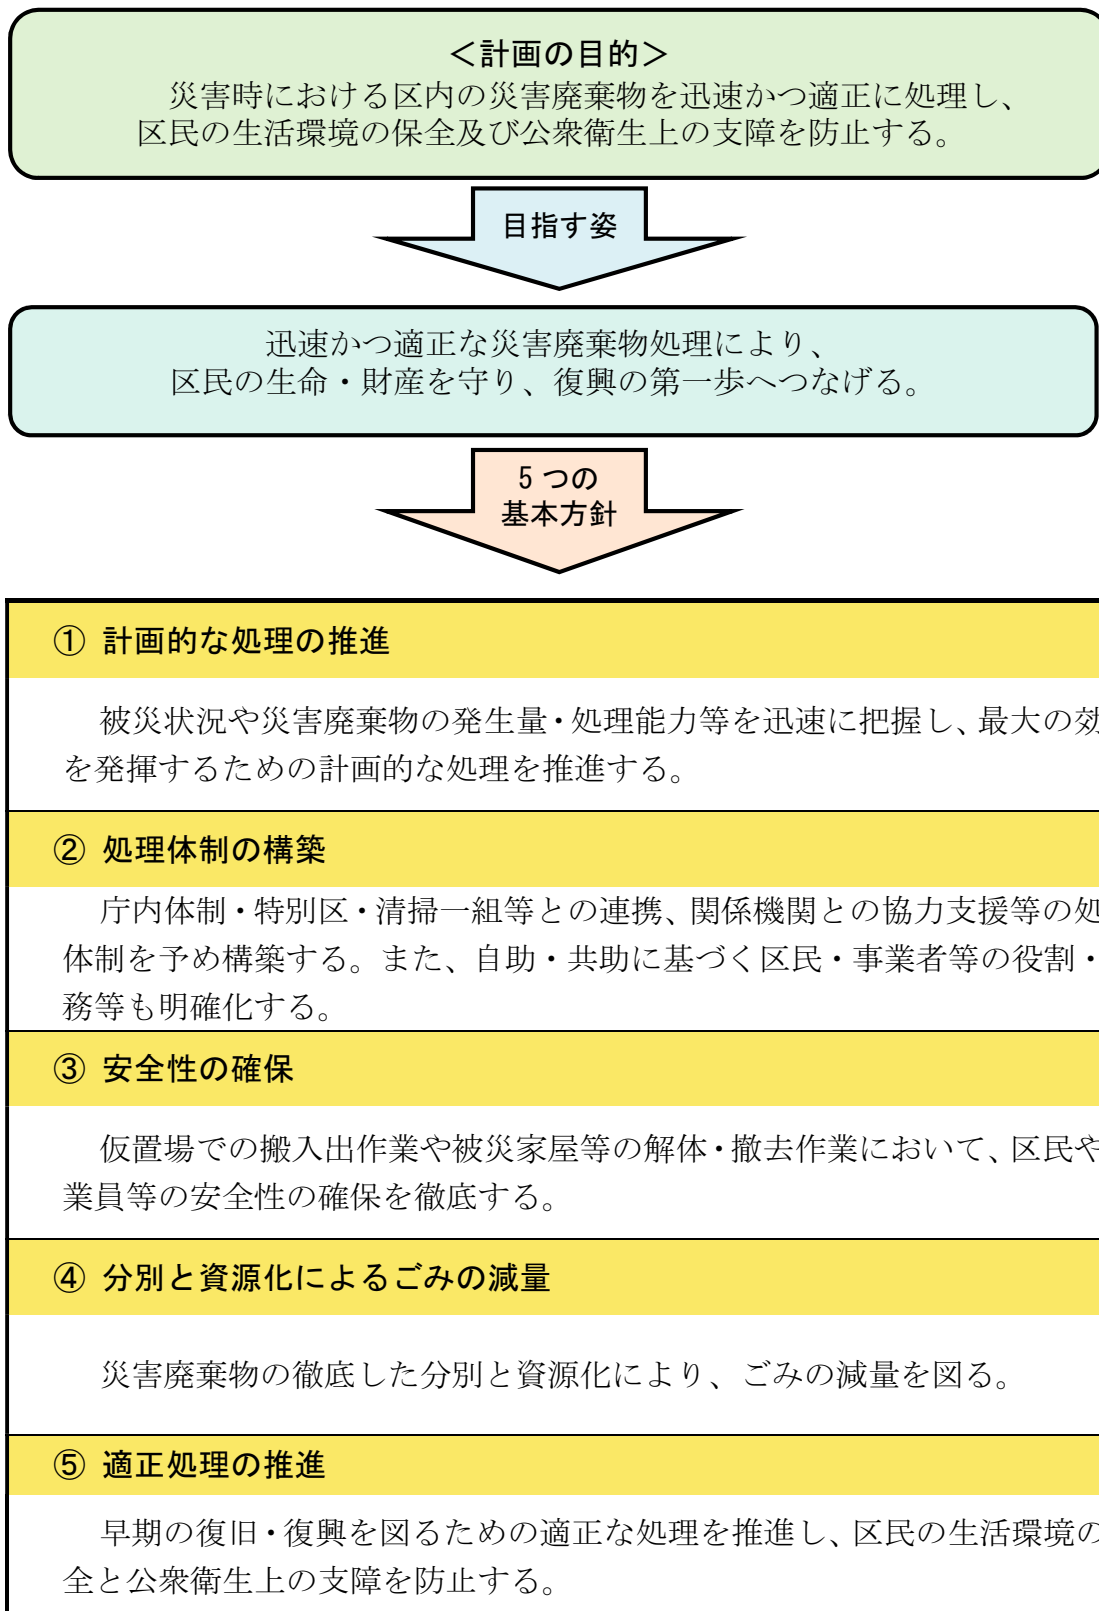 ＜計画の目的＞
災害時における区内の災害廃棄物を迅速かつ適正に処理し、
区民の生活環境の保全及び公衆衛生上の支障を防止する。
目指す姿
迅速かつ適正な災害廃棄物処理により、
区民の生命・財産を守り、復興の第一歩へつなげる。
5つの
基本方針
① 計画的な処理の推進
被災状況や災害廃棄物の発生量・処理能力等を迅速に把握し、最大の効
を発揮するための計画的な処理を推進する。
② 処理体制の構築
庁内体制・特別区・清掃一組等との連携、関係機関との協力支援等の処
体制を予め構築する。また、自助・共助に基づく区民・事業者等の役割・
務等も明確化する。
③ 安全性の確保
仮置場での搬入出作業や被災家屋等の解体・撤去作業において、区民や
業員等の安全性の確保を徹底する。
④ 分別と資源化によるごみの減量
災害廃棄物の徹底した分別と資源化により、ごみの減量を図る。
⑤ 適正処理の推進
早期の復旧・復興を図るための適正な処理を推進し、区民の生活環境の
全と公衆衛生上の支障を防止する。